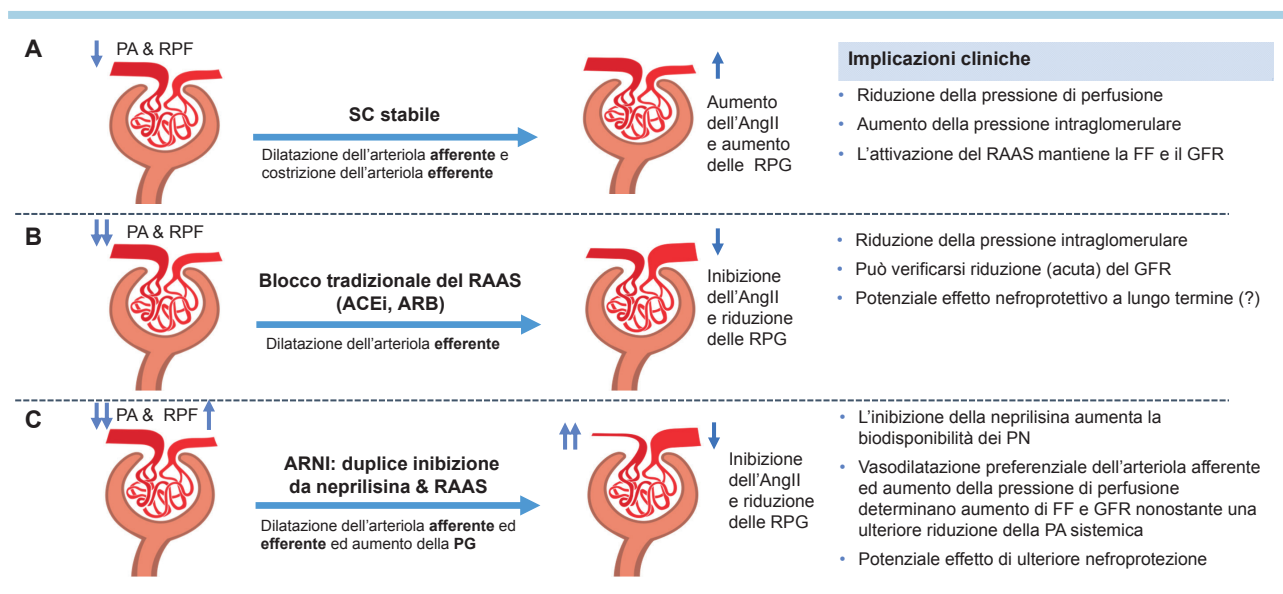 A
PA & RPF
SC stabile
Dilatazione dell'arteriola afferente e
costrizione dell'arteriola efferente
Aumento
dell'AngII
e aumento
delle RPG
Implicazioni cliniche
• Riduzione della pressione di perfusione
• Aumento della pressione intraglomerulare
• L'attivazione del RAAS mantiene la FF e il GFR
B
PA & RPF
Blocco tradizionale del RAAS
(ACEi, ARB)
Dilatazione dell'arteriola efferente
Inibizione
dell'AngII
e riduzione
delle RPG
• Riduzione della pressione intraglomerulare
• Può verificarsi riduzione (acuta) del GFR
• Potenziale effetto nefroprotettivo a lungo termine (?)
C
PA & RPF
ARNI: duplice inibizione
da neprilisina & RAAS
Dilatazione dell'arteriola afferente ed
efferente ed aumento della PG
Inibizione
dell'AngII
e riduzione
delle RPG
• L'inibizione della neprilisina aumenta la
biodisponibilità dei PN
• Vasodilatazione preferenziale dell'arteriola afferente
ed aumento della pressione di perfusione
determinano aumento di FF e GFR nonostante una
ulteriore riduzione della PA sistemica
• Potenziale effetto di ulteriore nefroprotezione